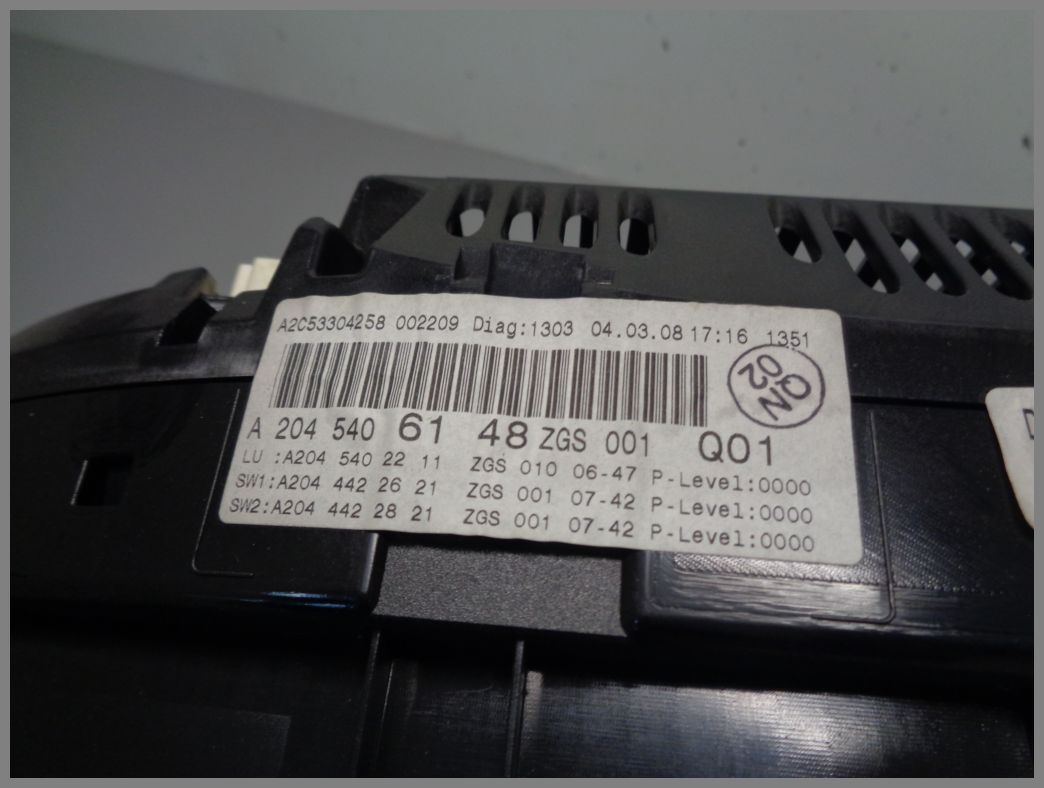 A2C53304258 002209 Diag:1303 04.03.08 17:16 1351
QN
02
A 204 540 61 48 ZGS 001 Q01
LU :A204 540 22 11 ZGS 010 06-47 P-Level:0000
SW1:A204 442 26 21 ZGS 001 07-42 P-Level:0000
SW2:A204 442 28 21 ZGS 001 07-42 P-Level:0000